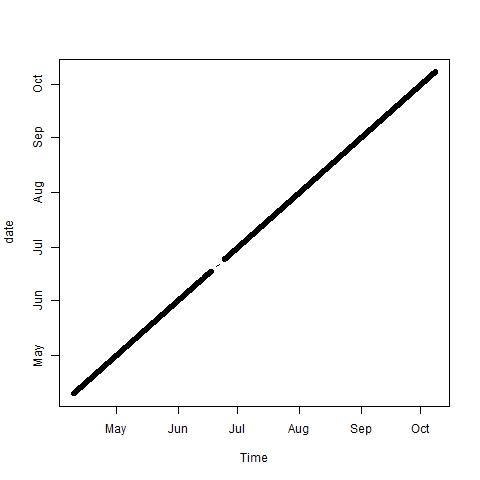 date
Oct
Sep
Aug
Jul
Jun
May
May Jun Jul Aug Sep Oct
Time